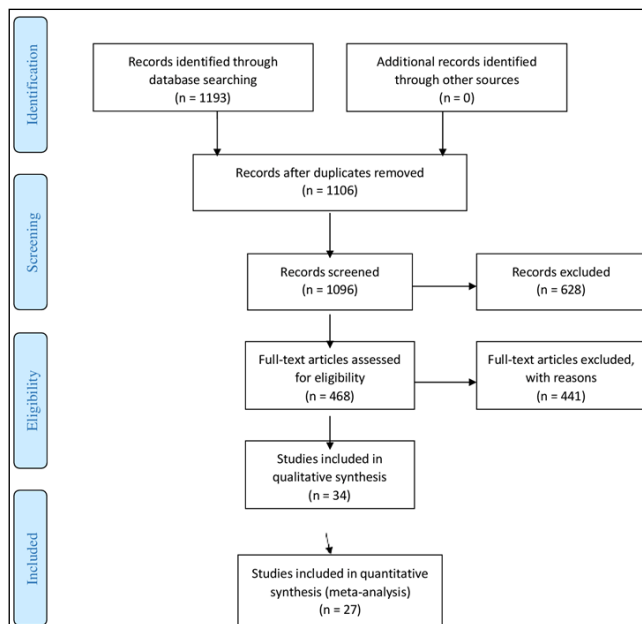 Identification
Records identified through
database searching
(n = 1193)
Additional records identified
through other sources
(n = 0)
Records after duplicates removed
(n = 1106)
Screening
Records screened
(n = 1096)
Records excluded
(n = 628)
Eligibility
Full-text articles assessed
for eligibility
(n = 468)
Full-text articles excluded,
with reasons
(n = 441)
Studies included in
qualitative synthesis
(n = 34)
Included
Studies included in quantitative
synthesis (meta-analysis)
(n = 27)